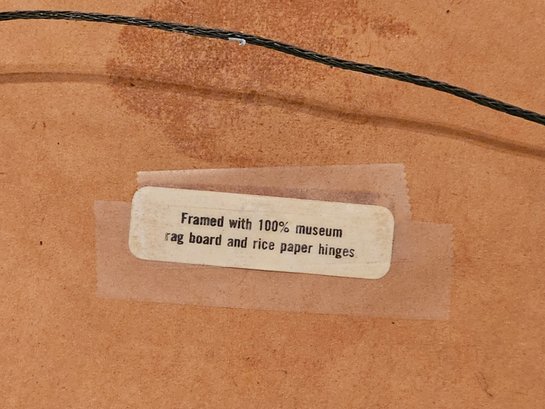 Framed with 100% museum
rag board and rice paper hinges